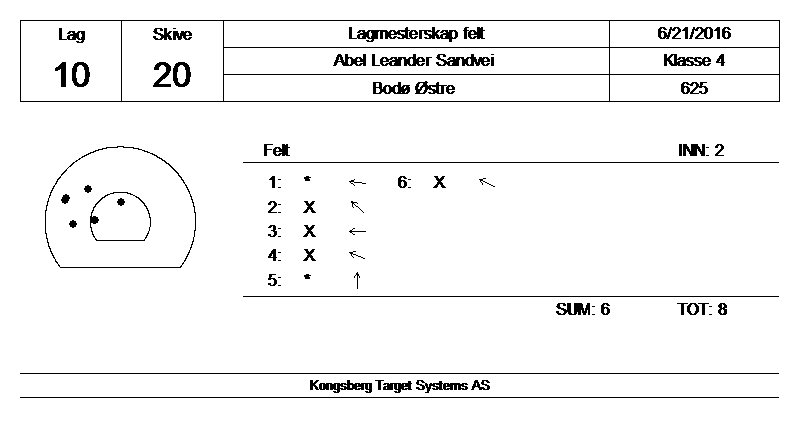 Lag Skive Lagmesterskap felt 6/21/2016
10 20 Abel Leander Sandvei Klasse 4
Bodø Østre 625
Felt INN: 2
1: * ← 6: X ↖
2: X ↖
3: X ←
4: X ↖
5: * ↑
SUM: 6 TOT: 8
Kongsberg Target Systems AS